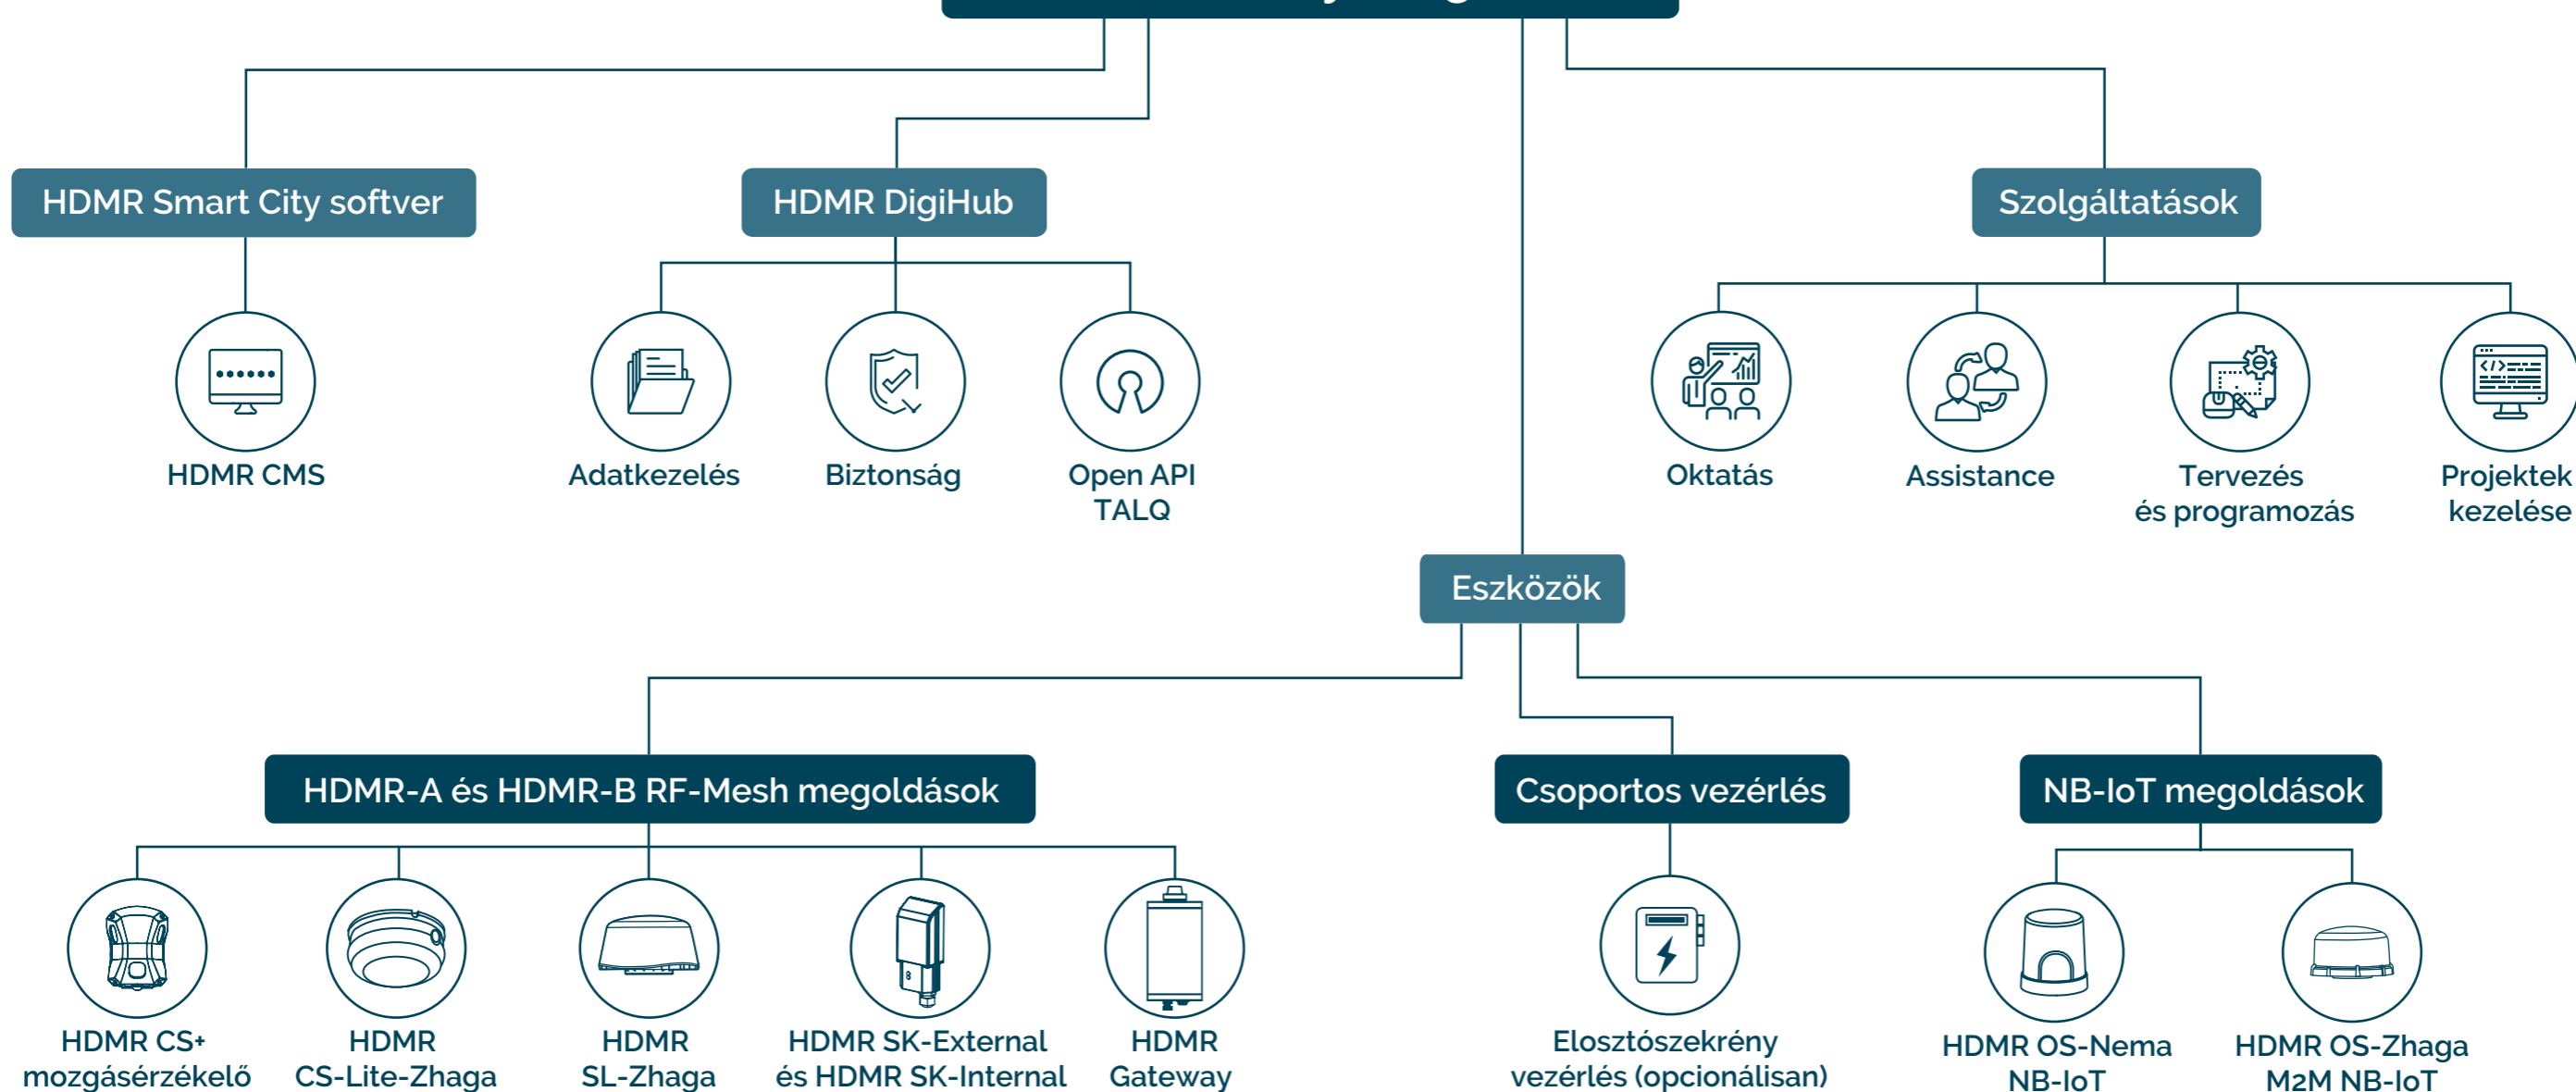 HDMR Smart City softver
HDMR DigiHub
Szolgáltatások
HDMR CMS
Adatkezelés
Biztonság
Open API
TALQ
Oktatás
Assistance
Tervezés
és programozás
Projektek
kezelése
Eszközök
HDMR-A és HDMR-B RF-Mesh megoldások
Csoportos vezérlés
NB-IoT megoldások
HDMR CS+
mozgásérzékelő
HDMR
CS-Lite-Zhaga
HDMR
SL-Zhaga
HDMR SK-External
és HDMR SK-Internal
HDMR
Gateway
Elosztószekrény
vezérlés (opcionálisan)
HDMR OS-Nema
NB-IoT
HDMR OS-Zhaga
M2M NB-IoT